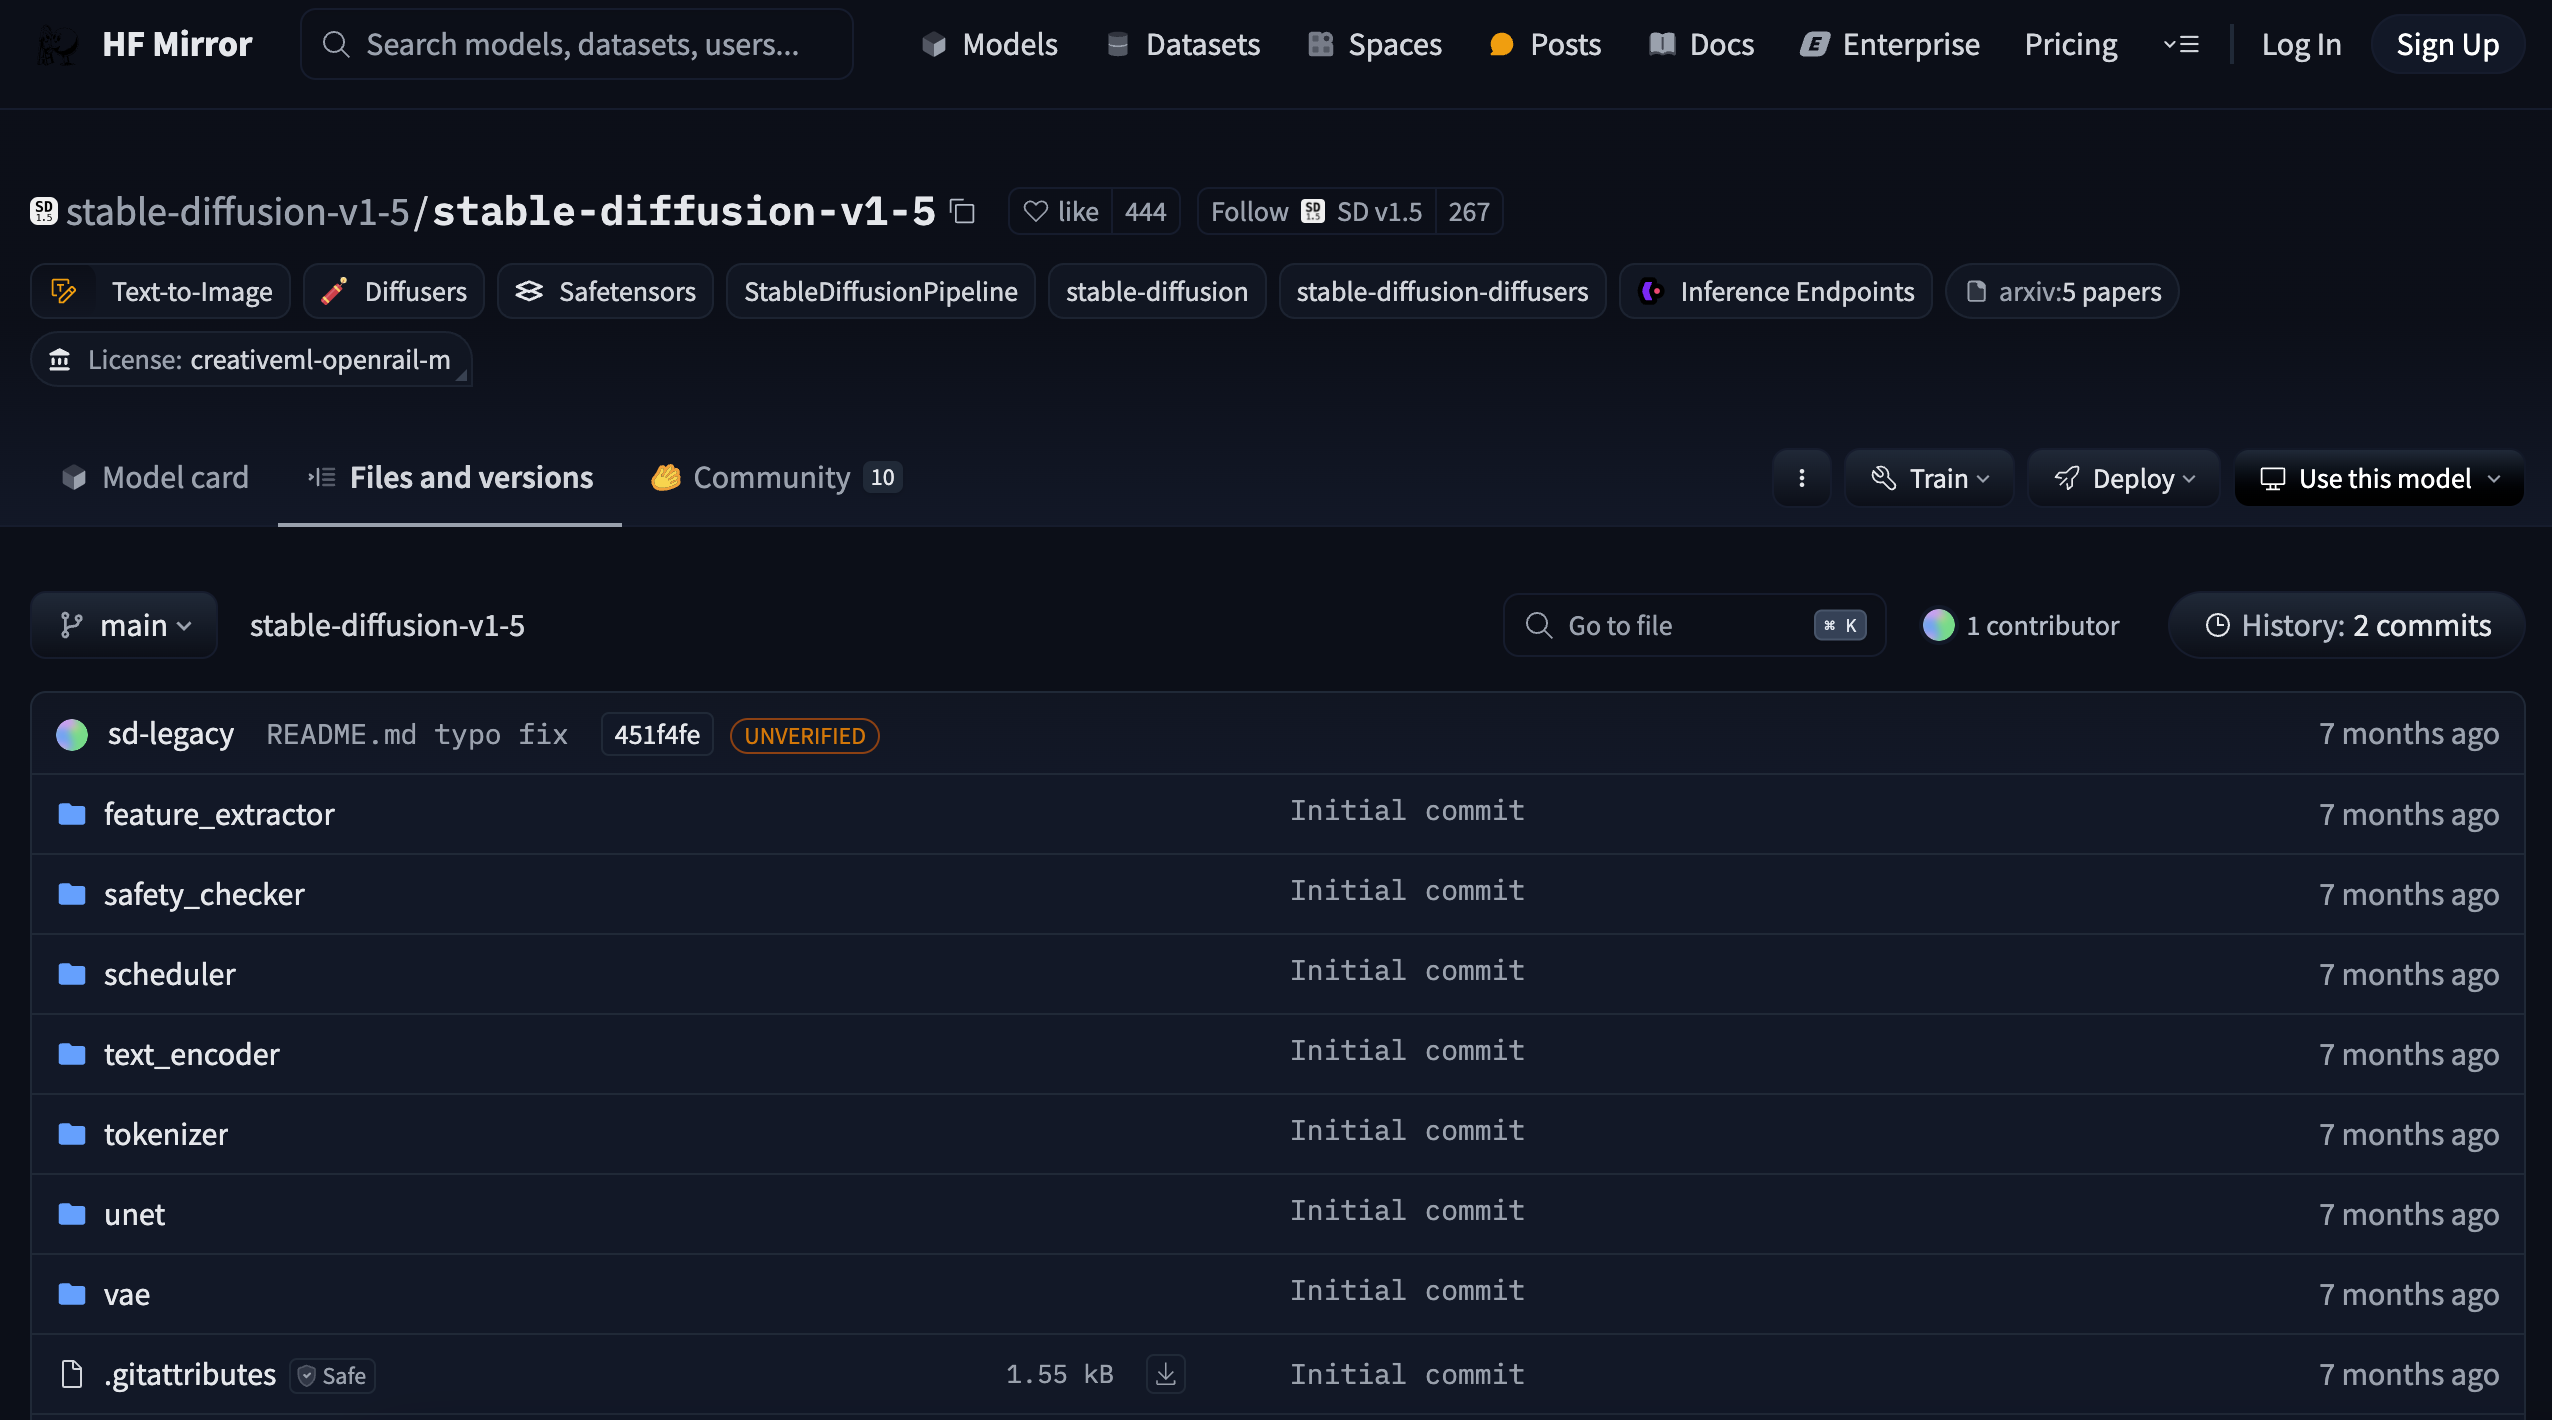 HF Mirror Search models, datasets, users... Models Datasets Spaces Posts Docs Enterprise Pricing Log In Sign Up
SD 1.5 stable-diffusion-v1-5/stable-diffusion-v1-5 like 444 Follow SD 1.5 SD v1.5 267
Text-to-Image Diffusers Safetensors StableDiffusionPipeline stable-diffusion stable-diffusion-diffusers Inference Endpoints arxiv:5 papers
License: creativeml-openrail-m
Model card Files and versions Community 10 Train Deploy Use this model
main stable-diffusion-v1-5 Go to file ⌘ K 1 contributor History: 2 commits
sd-legacy README.md typo fix 451f4fe UNVERIFIED 7 months ago
feature_extractor Initial commit 7 months ago
safety_checker Initial commit 7 months ago
scheduler Initial commit 7 months ago
text_encoder Initial commit 7 months ago
tokenizer Initial commit 7 months ago
unet Initial commit 7 months ago
vae Initial commit 7 months ago
.gitattributes Safe 1.55 kB Initial commit 7 months ago